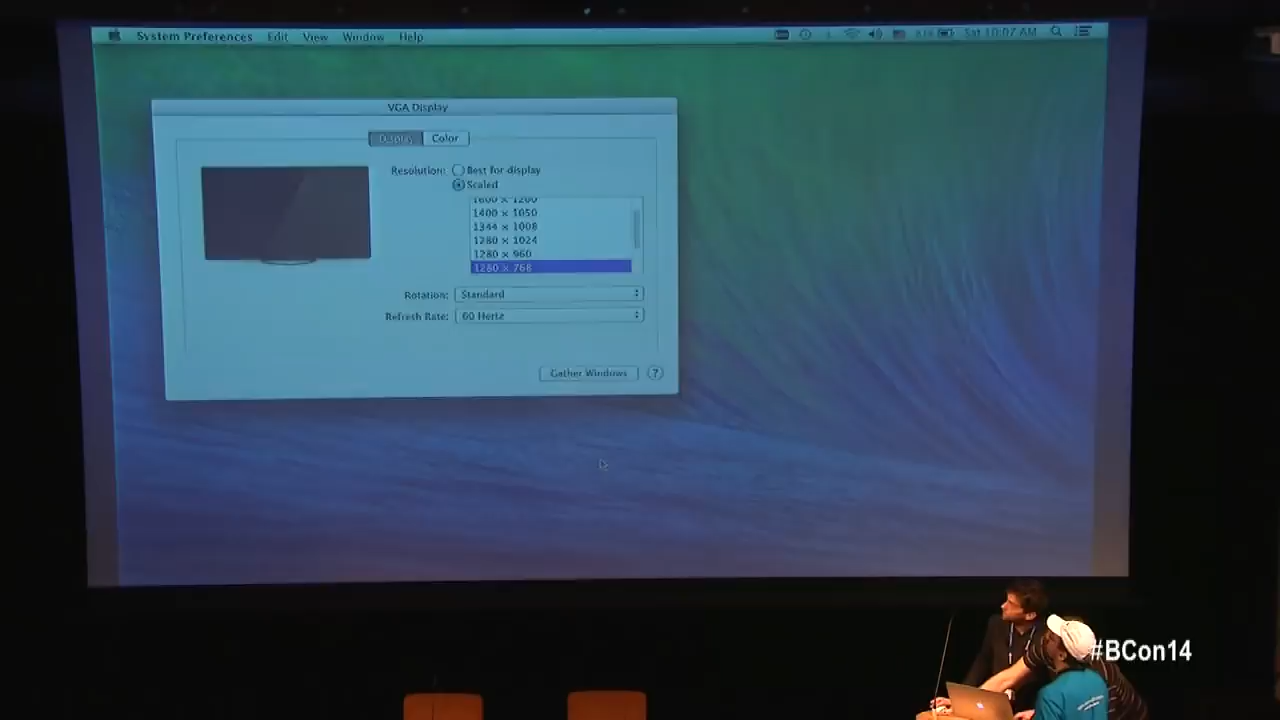 System Preferences Edit View Window Help
Sat 10:07 AM
VGA Display
Display Color
Resolution: Best for display
Scaled
1600 x 1200
1400 x 1050
1344 x 1008
1280 x 1024
1280 x 960
1280 x 768
Rotation: Standard
Refresh Rate: 60 Hertz
Gather Windows ?
#BCon14